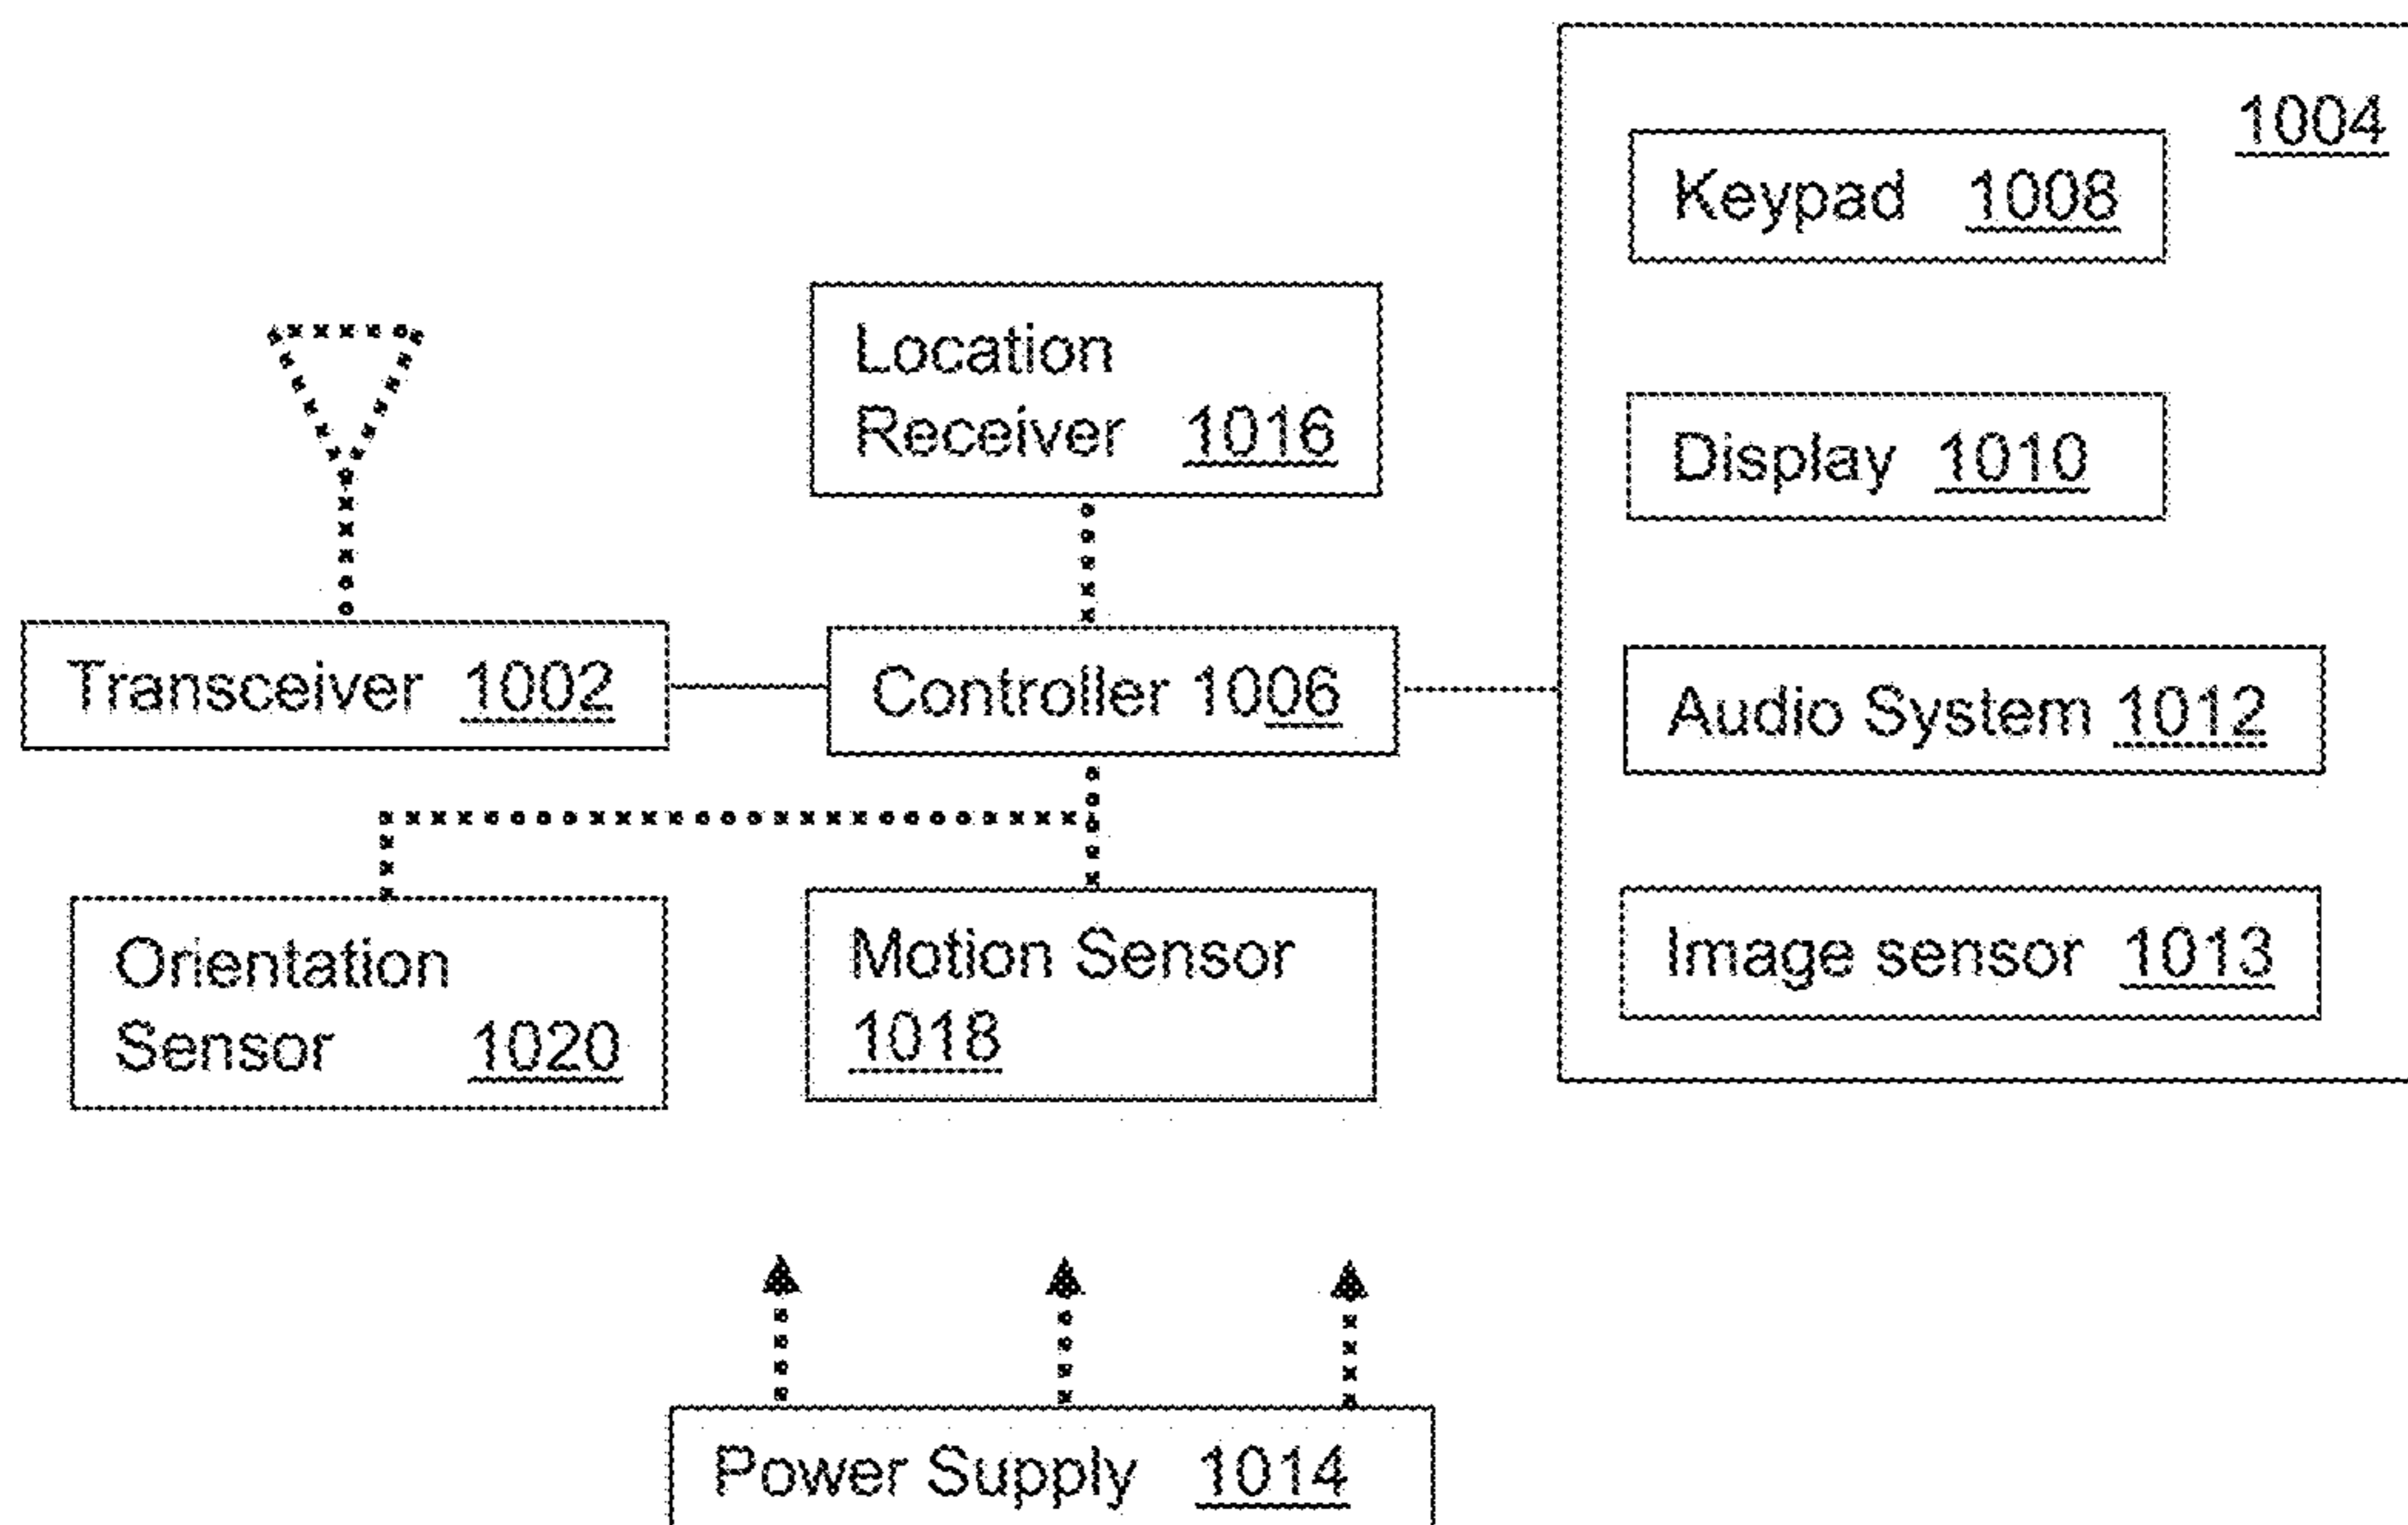 1004
Keypad 1008
Location
Receiver 1016
Display 1010
Transceiver 1002
Controller 1006
Audio System 1012
Orientation
Sensor 1020
Motion Sensor
1018
Image sensor 1013
Power Supply 1014